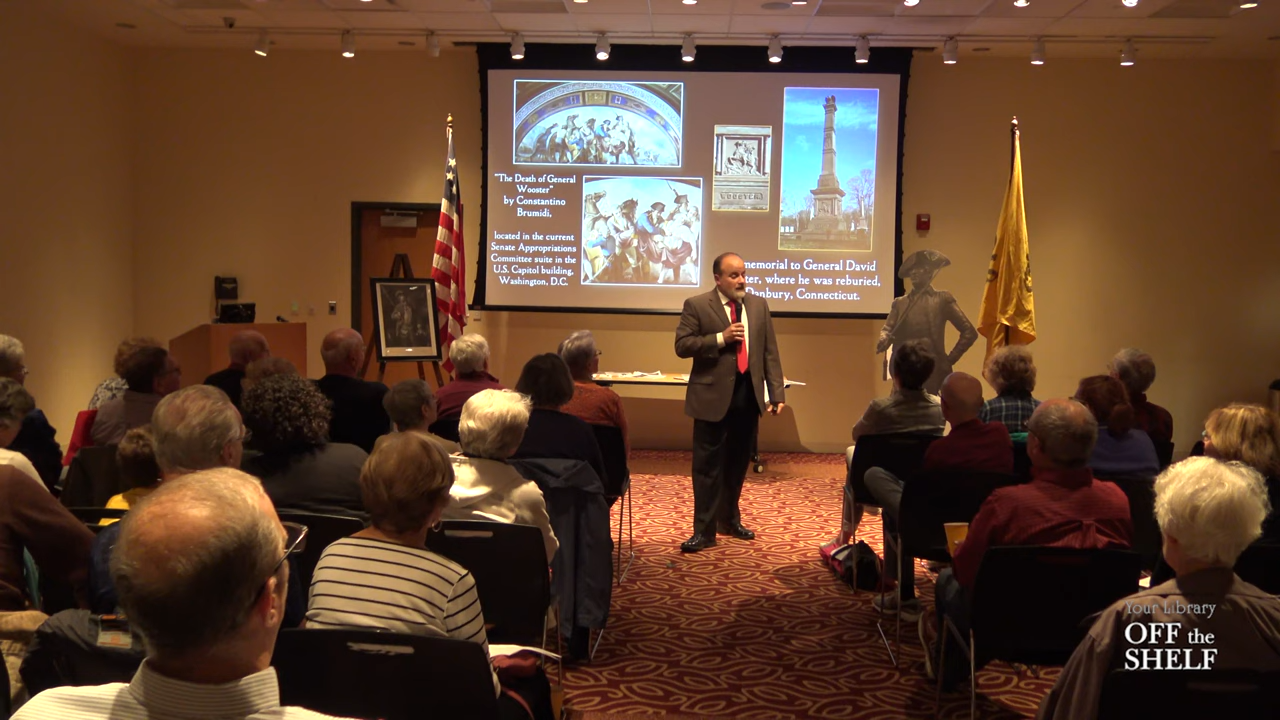 "The Death of General
Wooster"
by Constantino
Brumidi,
located in the current
Senate Appropriations
Committee suite in the
U.S. Capitol building,
Washington, D.C.
WOOSTER
memorial to General David
where he was reburied,
Danbury, Connecticut.
Your Library
OFF the
SHELF